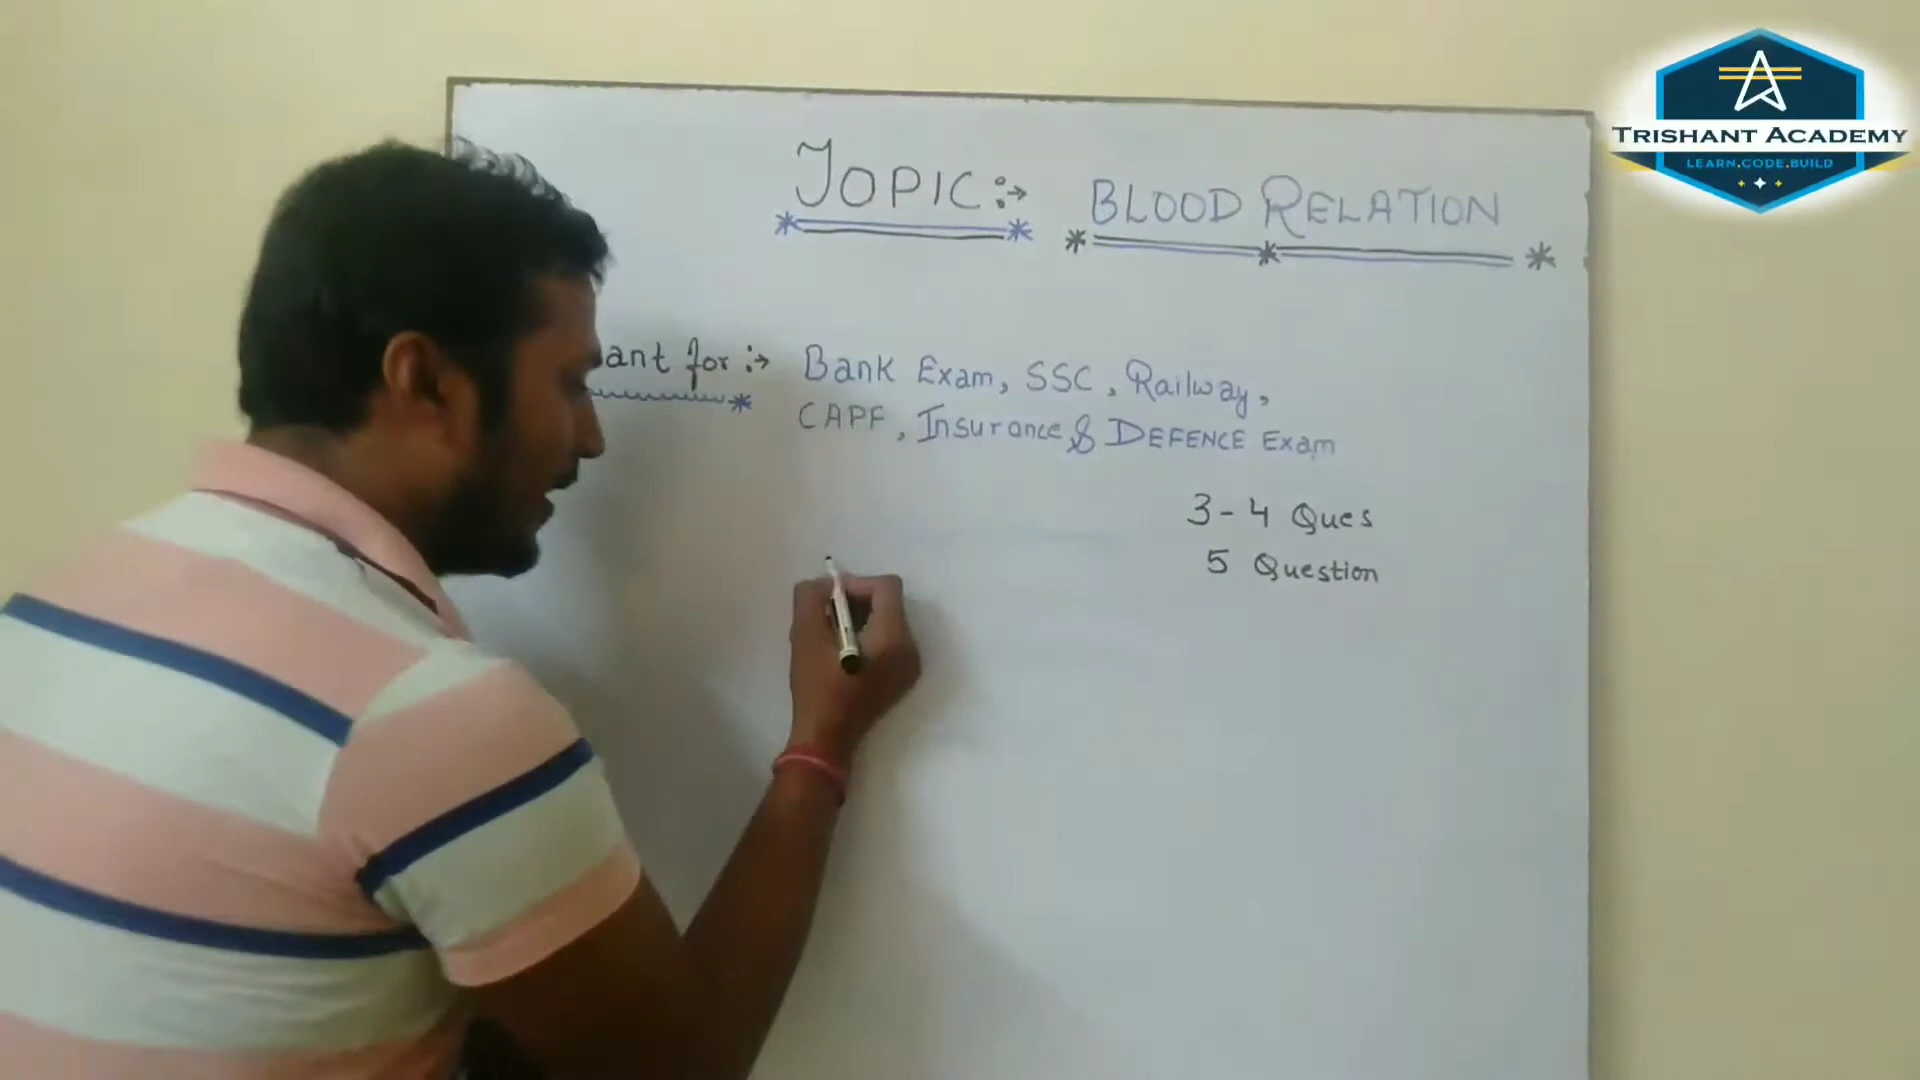 TOPIC :→ BLOOD RELATION
ant for :→ Bank Exam, SSC, Railway,
CAPF, Insurance & DEFENCE Exam
3-4 Ques
5 Question
TRISHANT ACADEMY
LEARN.CODE.BUILD